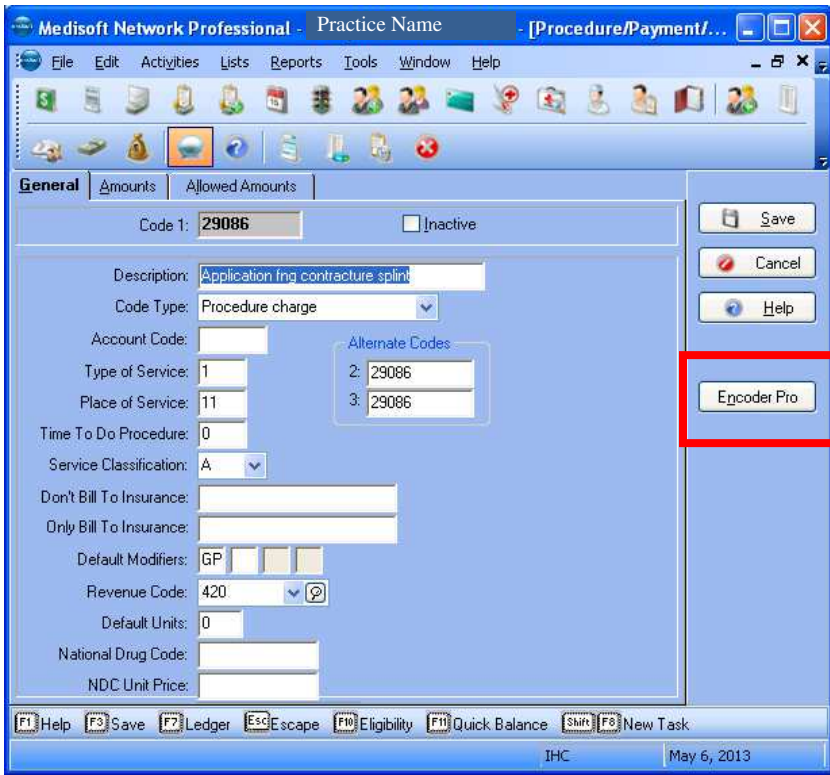 Medisoft Network Professional - Practice Name - [Procedure/Payment/...
File Edit Activities Lists Reports Tools Window Help
General Amounts Allowed Amounts
Code 1: 29086 Inactive
Description: Application fng contracture splint
Code Type: Procedure charge
Account Code:
Alternate Codes
Type of Service: 1
2: 29086
Place of Service: 11
3: 29086
Time To Do Procedure: 0
Service Classification: A
Don't Bill To Insurance:
Only Bill To Insurance:
Default Modifiers: GP
Revenue Code: 420
Default Units: 0
National Drug Code:
NDC Unit Price:
Save
Cancel
Help
Encoder Pro
F1 Help F3 Save F7 Ledger Esc Escape F10 Eligibility F11 Quick Balance Shift F8 New Task
IHC May 6, 2013